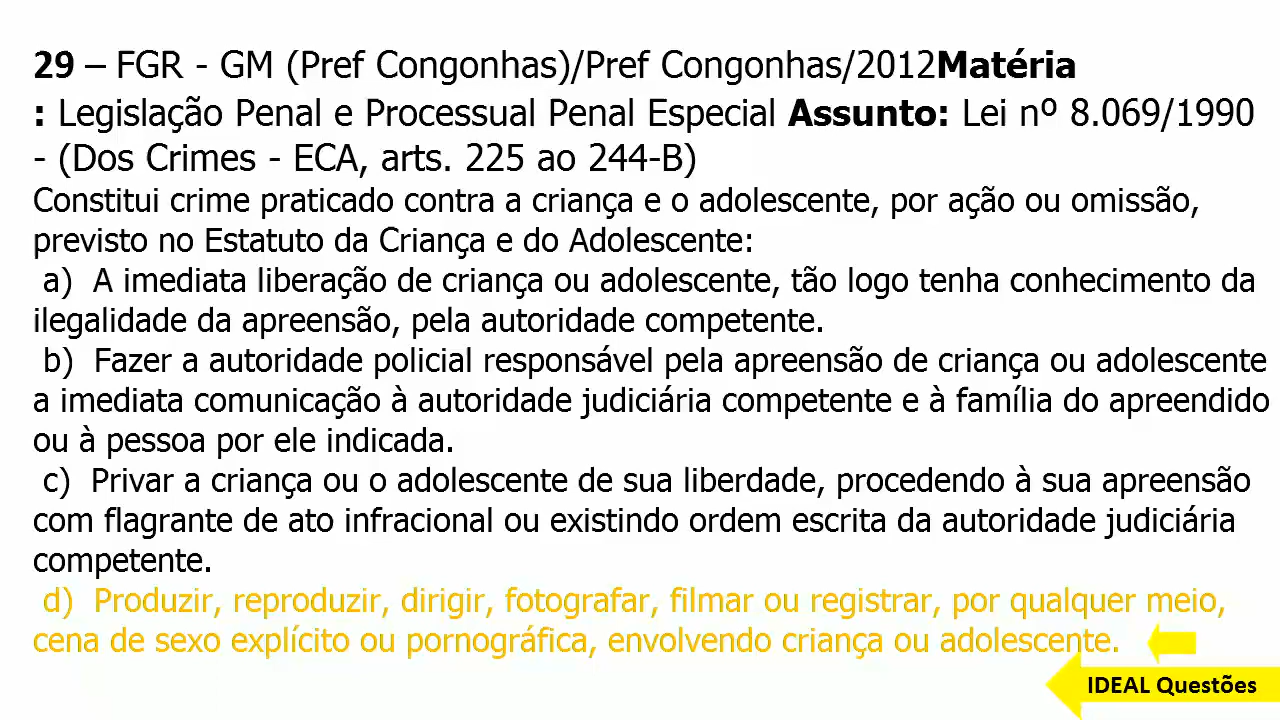 29 – FGR - GM (Pref Congonhas)/Pref Congonhas/2012Matéria
: Legislação Penal e Processual Penal Especial Assunto: Lei nº 8.069/1990
- (Dos Crimes - ECA, arts. 225 ao 244-B)
Constitui crime praticado contra a criança e o adolescente, por ação ou omissão,
previsto no Estatuto da Criança e do Adolescente:
a) A imediata liberação de criança ou adolescente, tão logo tenha conhecimento da
ilegalidade da apreensão, pela autoridade competente.
b) Fazer a autoridade policial responsável pela apreensão de criança ou adolescente
a imediata comunicação à autoridade judiciária competente e à família do apreendido
ou à pessoa por ele indicada.
c) Privar a criança ou o adolescente de sua liberdade, procedendo à sua apreensão
com flagrante de ato infracional ou existindo ordem escrita da autoridade judiciária
competente.
d) Produzir, reproduzir, dirigir, fotografar, filmar ou registrar, por qualquer meio,
cena de sexo explícito ou pornográfica, envolvendo criança ou adolescente.
IDEAL Questões